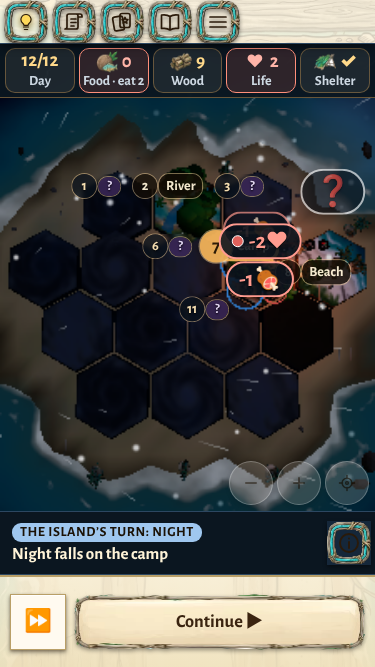 12/12
Day
0
Food · eat 2
9
Wood
2
Life
Shelter
1 ?
2 River
3 ?
?
6 ?
7
-2
-1
Beach
11 ?
THE ISLAND'S TURN: NIGHT
Night falls on the camp
Continue